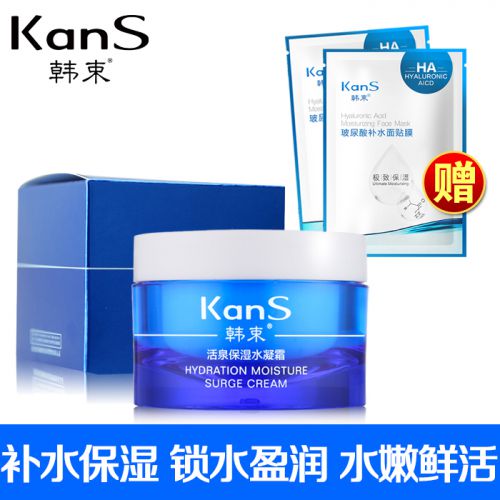 KanS
韩束®
HA
HYALURONIC
AICD
KanS
韩束®
Hyaluronic Acid
Moisturizing Face Mask
玻尿酸补水面贴膜
极致保湿
Ultimate Moisturizing
赠
KanS
韩束®
活泉保湿水凝霜
HYDRATION MOISTURE
SURGE CREAM
补水保湿 锁水盈润 水嫩鲜活